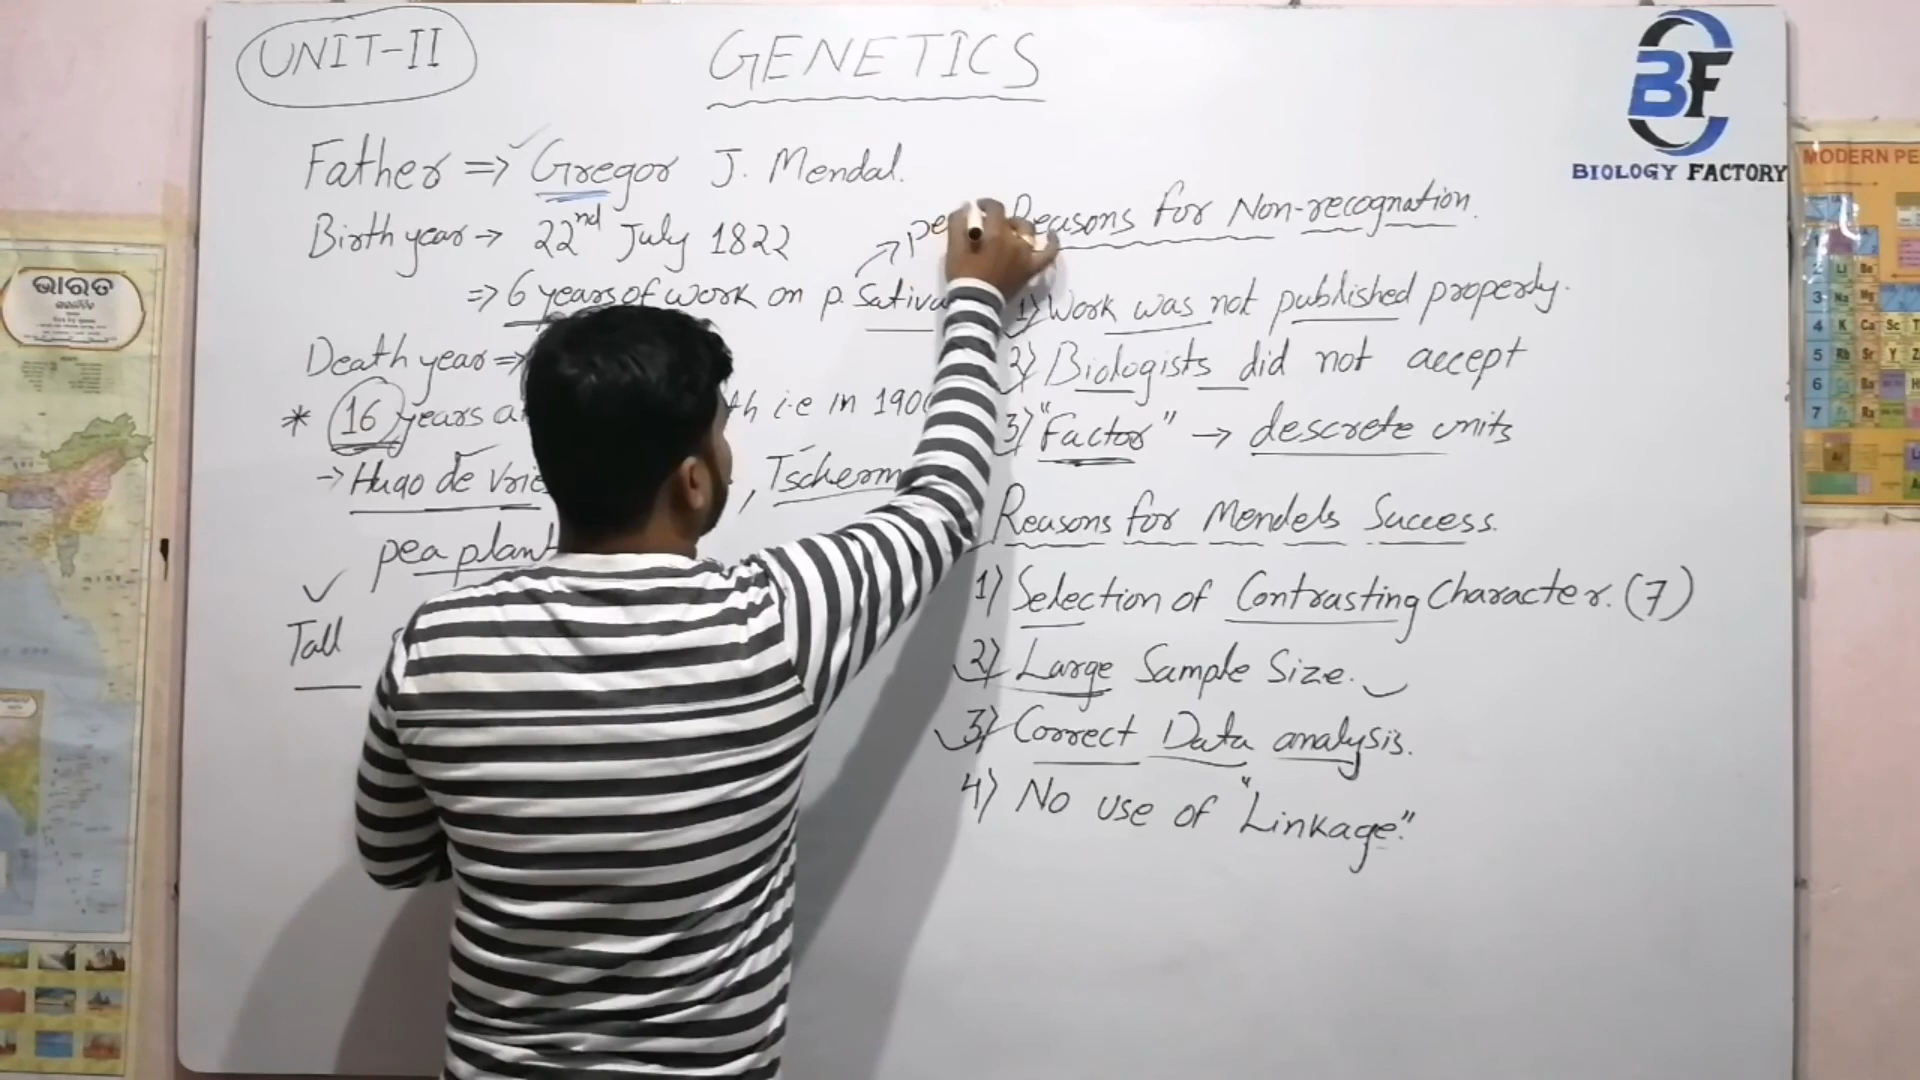 UNIT-II
GENETICS
BF
BIOLOGY FACTORY
Father => Gregor J. Mendal.
Birth year → 22nd July 1822
=> 6 years of work on P. Sativa
→ pe
Death year =>
* 16 years a th i.e in 190
→ Hugo de Vrie , Tscherm
pea plant
Tall
Reasons for Non-recognation.
1) Work was not published properly.
2) Biologists did not accept
3) "Factor" → descrete units
Reasons for Mendels Success.
1) Selection of Contrasting Character. (7)
2) Large Sample Size.
3) Correct Data analysis.
4) No use of "Linkage."
ଭାରତ
MODERN PE